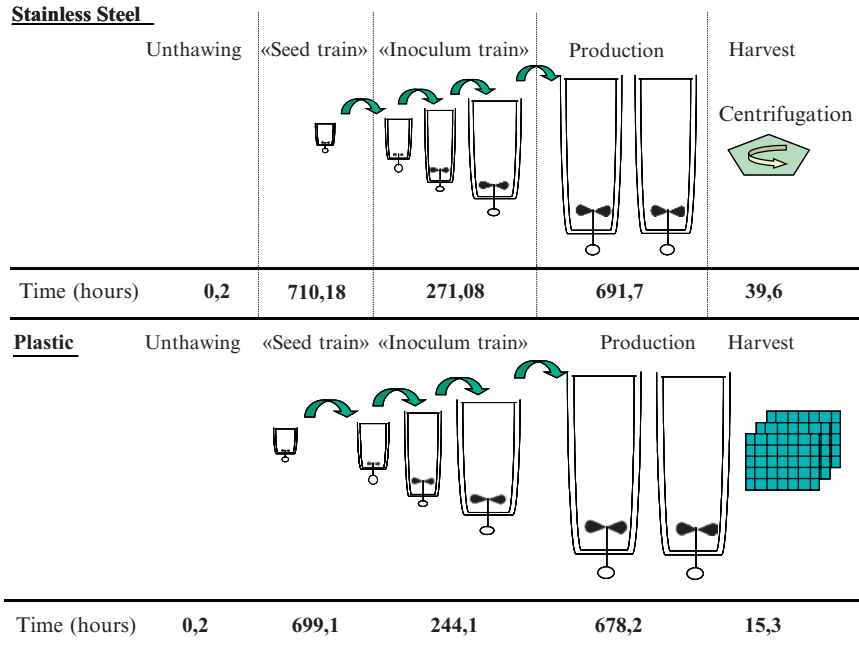 Stainless Steel
Unthawing «Seed train» «Inoculum train» Production Harvest
Centrifugation
Time (hours) 0,2 710,18 271,08 691,7 39,6
Plastic Unthawing «Seed train» «Inoculum train» Production Harvest
Time (hours) 0,2 699,1 244,1 678,2 15,3